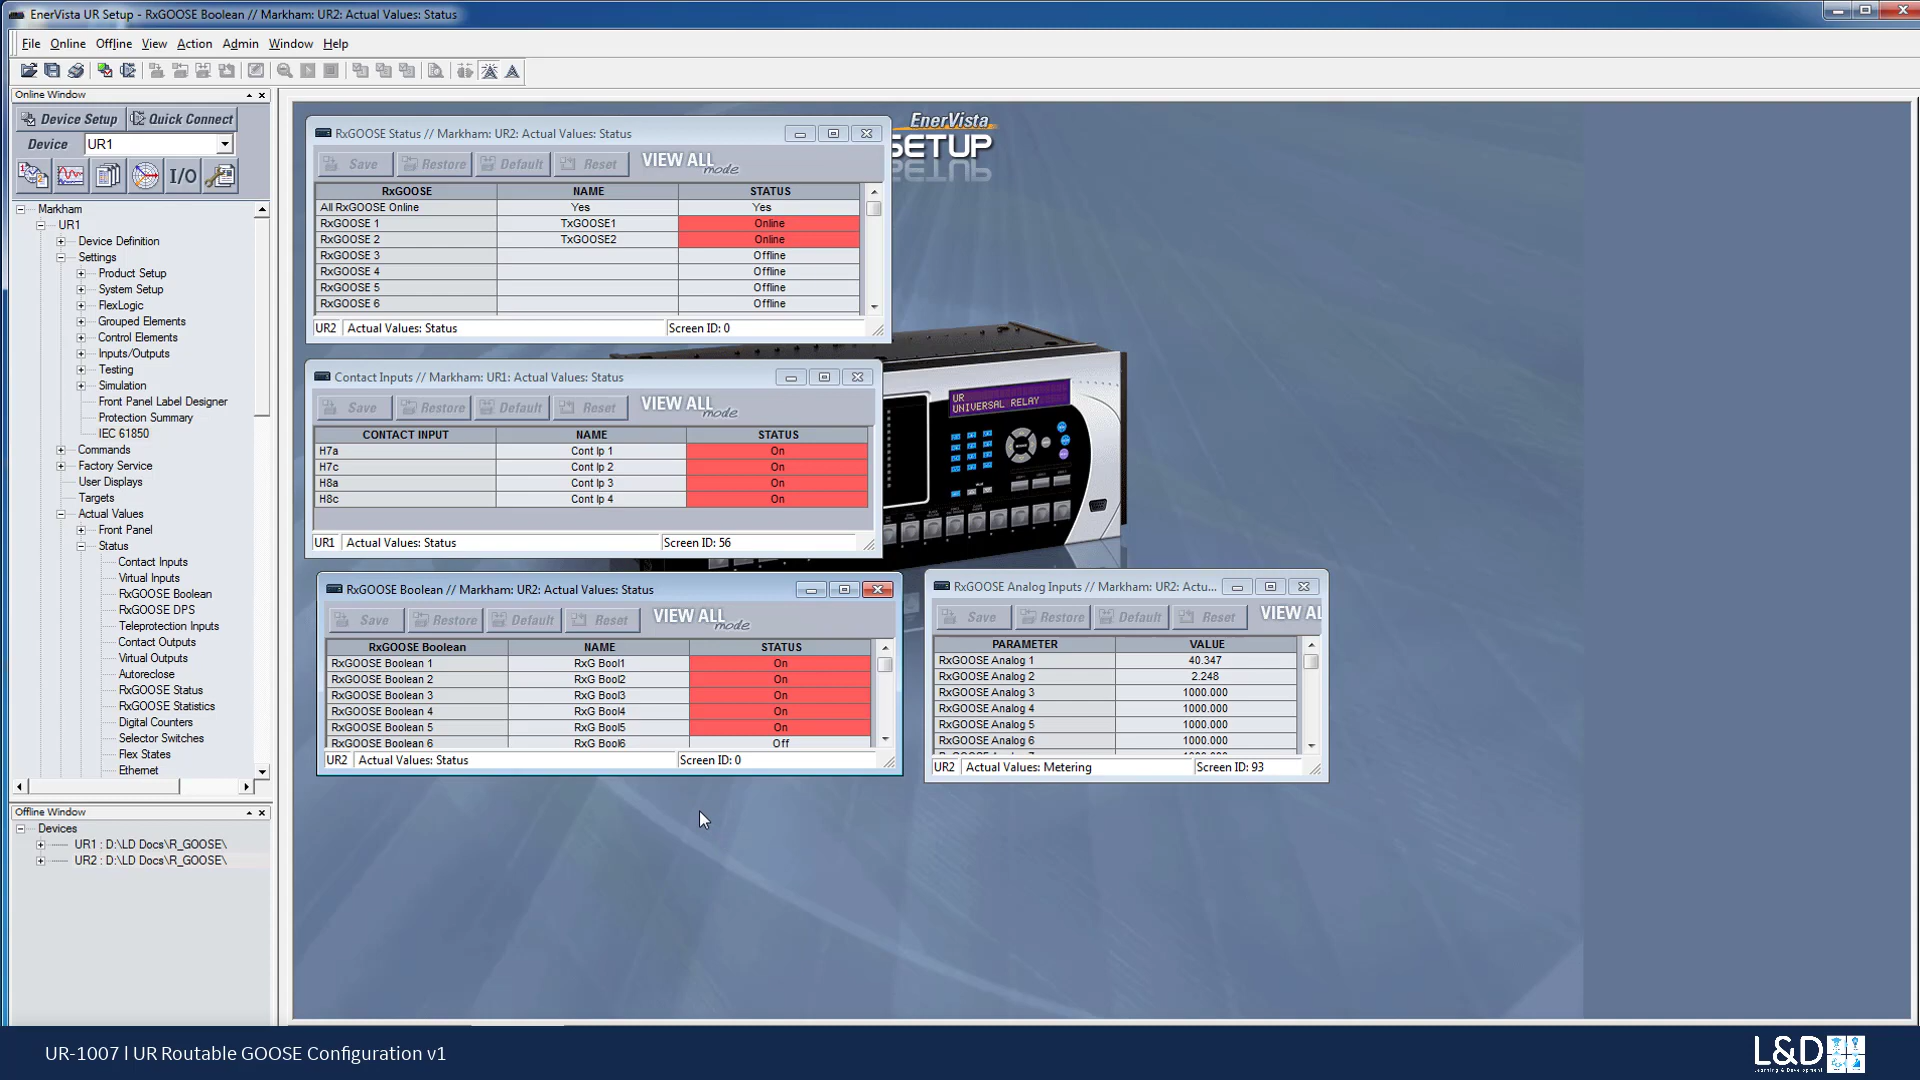 EnerVista UR Setup - RxGOOSE Boolean // Markham: UR2: Actual Values: Status
File Online Offline View Action Admin Window Help
Online Window
Device Setup Quick Connect
Device UR1
I/O
Markham
UR1
Device Definition
Settings
Product Setup
System Setup
FlexLogic
Grouped Elements
Control Elements
Inputs/Outputs
Testing
Simulation
Front Panel Label Designer
Protection Summary
IEC 61850
Commands
Factory Service
User Displays
Targets
Actual Values
Front Panel
Status
Contact Inputs
Virtual Inputs
RxGOOSE Boolean
RxGOOSE DPS
Teleprotection Inputs
Contact Outputs
Virtual Outputs
Autoreclose
RxGOOSE Status
RxGOOSE Statistics
Digital Counters
Selector Switches
Flex States
Ethernet
Offline Window
Devices
UR1 : D:\LD Docs\R_GOOSE\
UR2 : D:\LD Docs\R_GOOSE\
EnerVista
SETUP
RxGOOSE Status // Markham: UR2: Actual Values: Status
Save Restore Default Reset VIEW ALL mode
RxGOOSE NAME STATUS
All RxGOOSE Online Yes Yes
RxGOOSE 1 TxGOOSE1 Online
RxGOOSE 2 TxGOOSE2 Online
RxGOOSE 3 Offline
RxGOOSE 4 Offline
RxGOOSE 5 Offline
RxGOOSE 6 Offline
UR2 Actual Values: Status Screen ID: 0
Contact Inputs // Markham: UR1: Actual Values: Status
Save Restore Default Reset VIEW ALL mode
CONTACT INPUT NAME STATUS
H7a Cont Ip 1 On
H7c Cont Ip 2 On
H8a Cont Ip 3 On
H8c Cont Ip 4 On
UR1 Actual Values: Status Screen ID: 56
UR
UNIVERSAL RELAY
RxGOOSE Boolean // Markham: UR2: Actual Values: Status
Save Restore Default Reset VIEW ALL mode
RxGOOSE Boolean NAME STATUS
RxGOOSE Boolean 1 RxG Bool1 On
RxGOOSE Boolean 2 RxG Bool2 On
RxGOOSE Boolean 3 RxG Bool3 On
RxGOOSE Boolean 4 RxG Bool4 On
RxGOOSE Boolean 5 RxG Bool5 On
RxGOOSE Boolean 6 RxG Bool6 Off
UR2 Actual Values: Status Screen ID: 0
RxGOOSE Analog Inputs // Markham: UR2: Actu...
Save Restore Default Reset VIEW AL
PARAMETER VALUE
RxGOOSE Analog 1 40.347
RxGOOSE Analog 2 2.248
RxGOOSE Analog 3 1000.000
RxGOOSE Analog 4 1000.000
RxGOOSE Analog 5 1000.000
RxGOOSE Analog 6 1000.000
UR2 Actual Values: Metering Screen ID: 93
UR-1007 l UR Routable GOOSE Configuration v1
L&D
Learning & Development